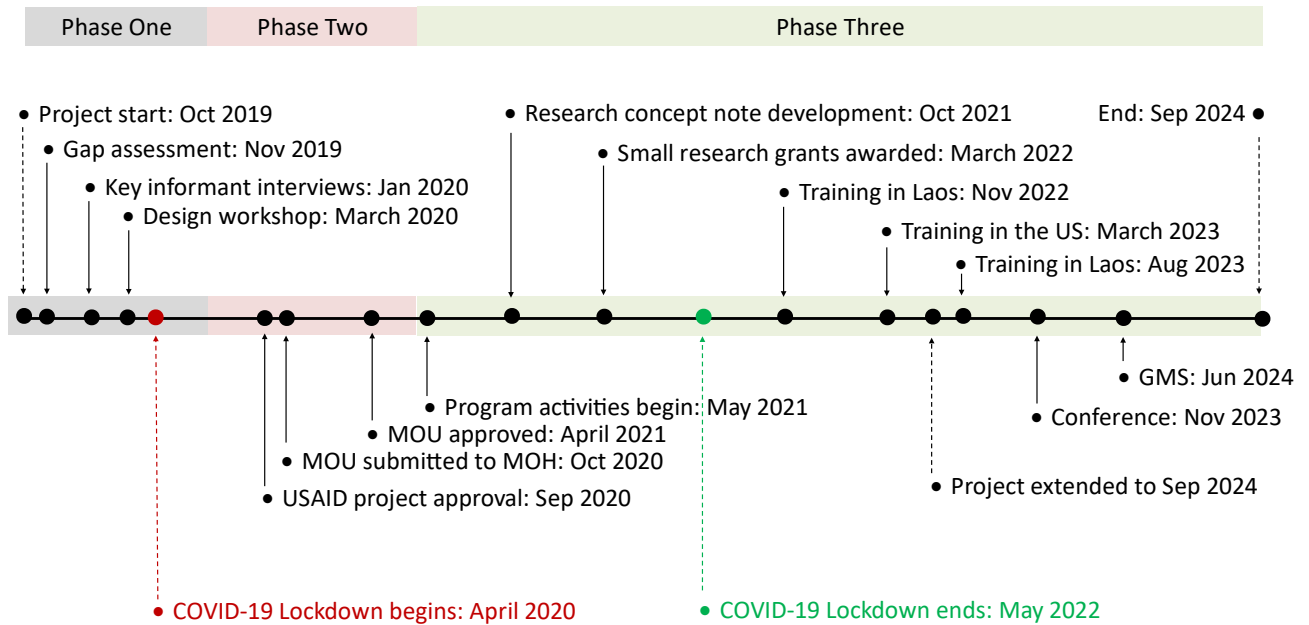 Phase One
Phase Two
Phase Three
Project start: Oct 2019
Gap assessment: Nov 2019
Key informant interviews: Jan 2020
Design workshop: March 2020
Research concept note development: Oct 2021
Small research grants awarded: March 2022
Training in Laos: Nov 2022
Training in the US: March 2023
Training in Laos: Aug 2023
End: Sep 2024
GMS: Jun 2024
Conference: Nov 2023
Project extended to Sep 2024
Program activities begin: May 2021
MOU approved: April 2021
MOU submitted to MOH: Oct 2020
USAID project approval: Sep 2020
COVID-19 Lockdown begins: April 2020
COVID-19 Lockdown ends: May 2022